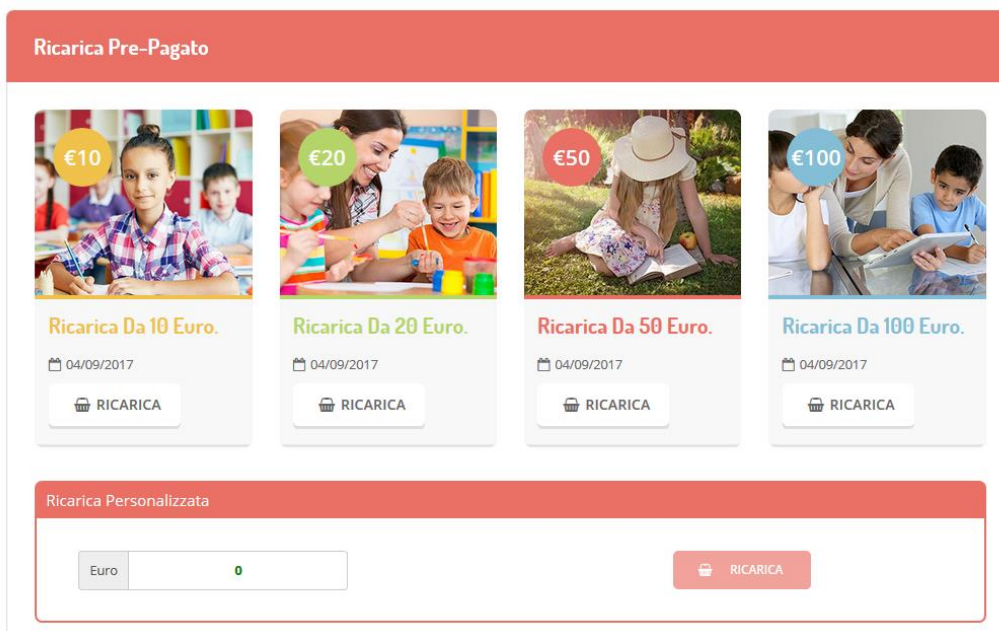 Ricarica Pre-Pagato
€10
€20
€50
€100
Ricarica Da 10 Euro.
Ricarica Da 20 Euro.
Ricarica Da 50 Euro.
Ricarica Da 100 Euro.
04/09/2017
04/09/2017
04/09/2017
04/09/2017
RICARICA
RICARICA
RICARICA
RICARICA
Ricarica Personalizzata
Euro
0
RICARICA